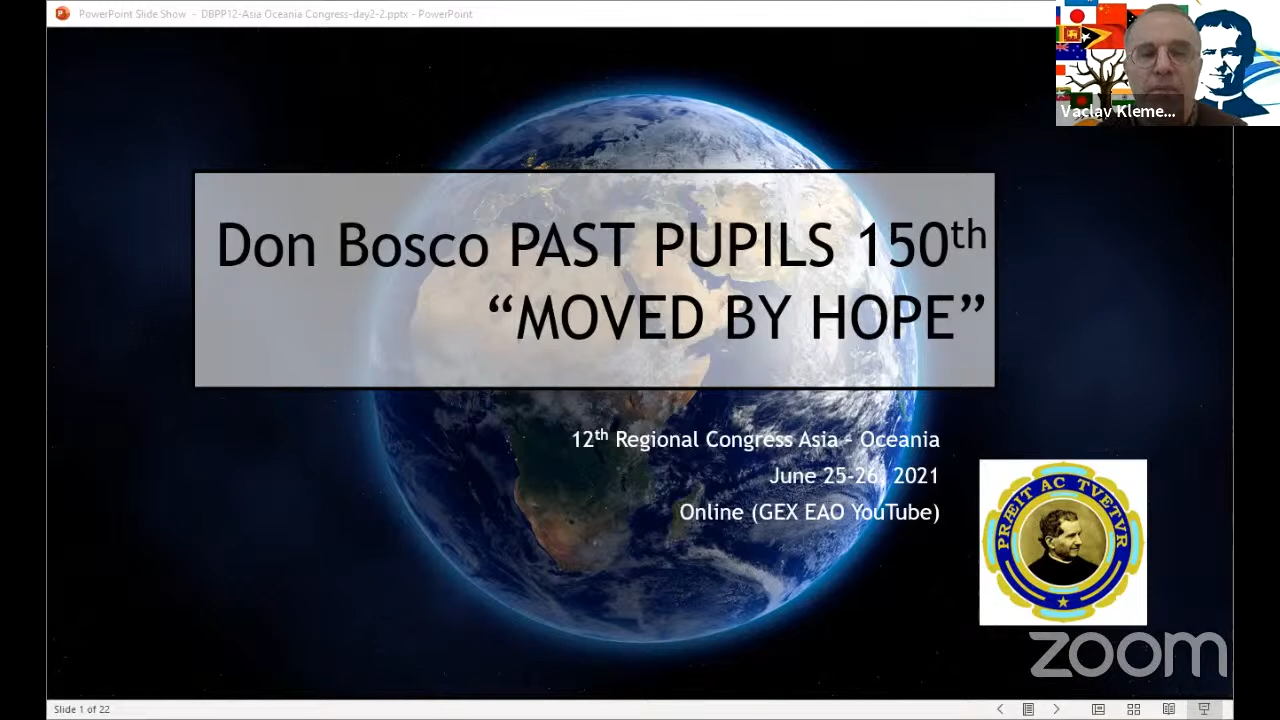 PowerPoint Slide Show - DBPP12-Asia Oceania Congress-day2-2.pptx - PowerPoint
Vaclav Kleme...
Don Bosco PAST PUPILS 150th
“MOVED BY HOPE”
12th Regional Congress Asia – Oceania
June 25-26, 2021
Online (GEX EAO YouTube)
PRÆIT AC TVETVR
zoom
Slide 1 of 22